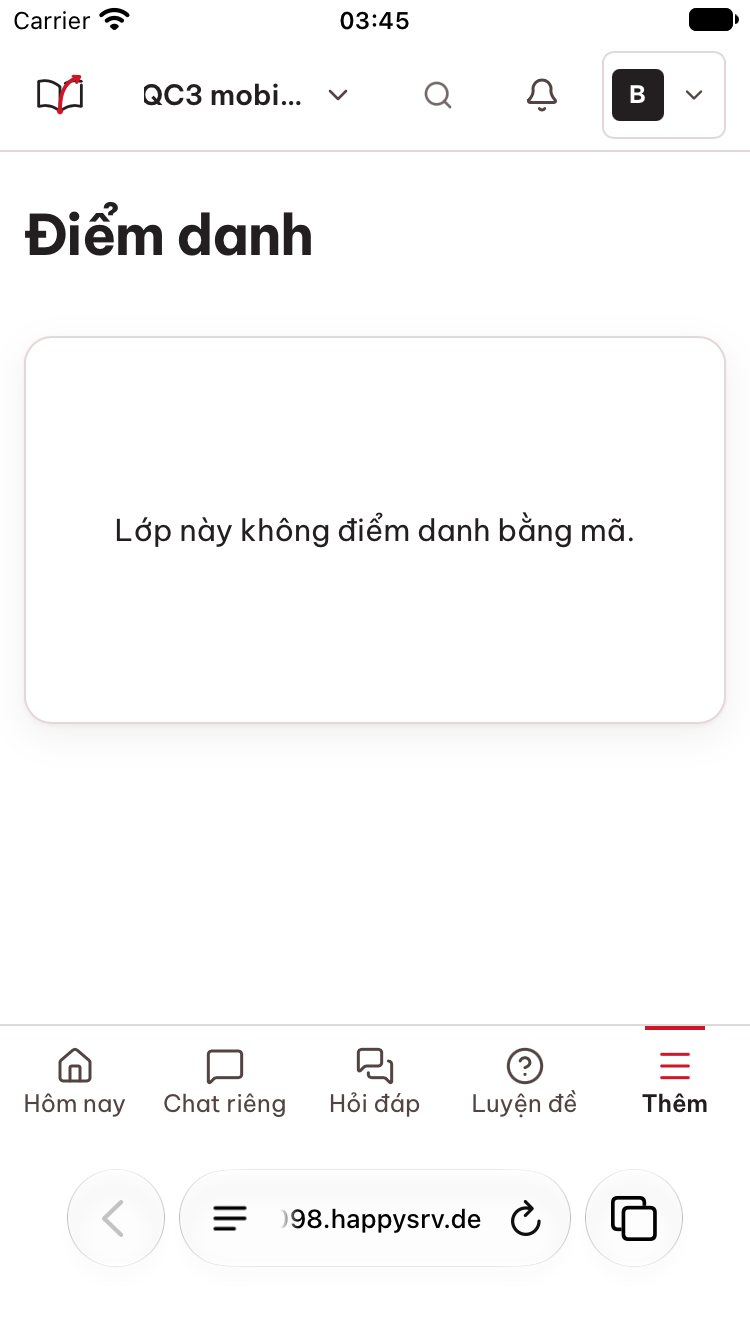 Carrier
03:45
QC3 mobi...
B
Điểm danh
Lớp này không điểm danh bằng mã.
Hôm nay
Chat riêng
Hỏi đáp
Luyện đề
Thêm
98.happysrv.de